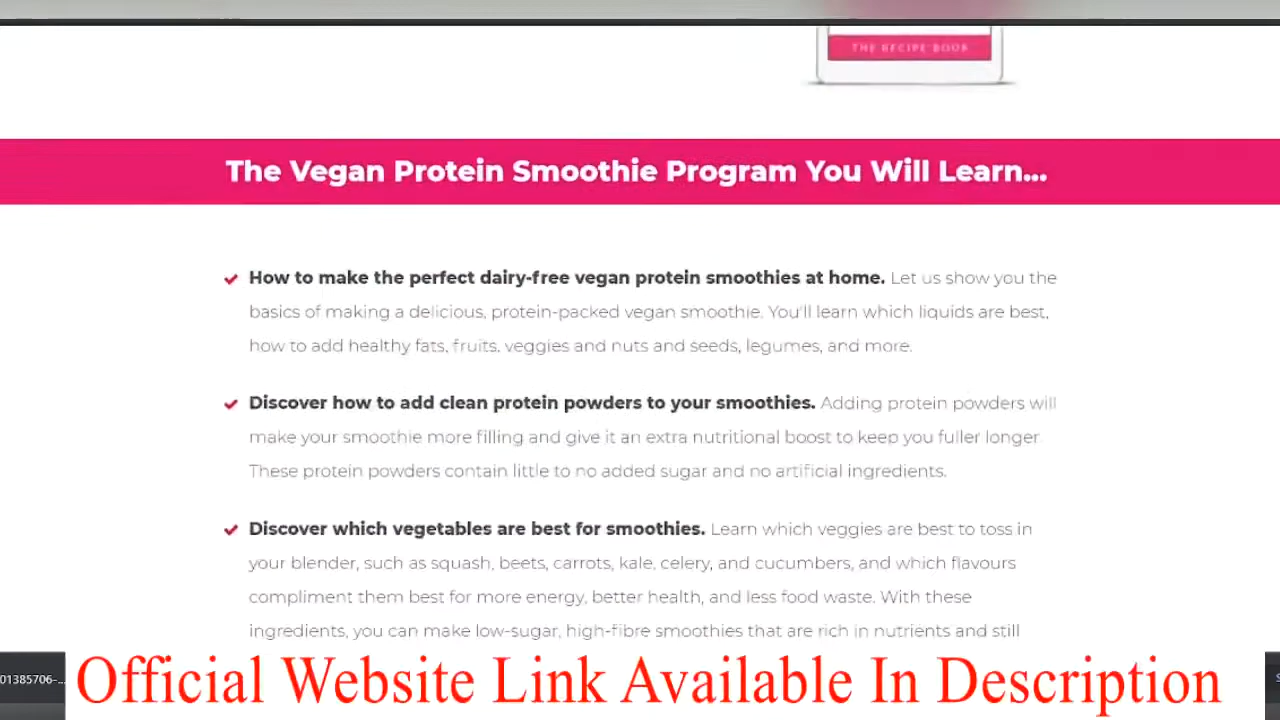 THE RECIPE BOOK
The Vegan Protein Smoothie Program You Will Learn...
How to make the perfect dairy-free vegan protein smoothies at home. Let us show you the
basics of making a delicious, protein-packed vegan smoothie. You'll learn which liquids are best,
how to add healthy fats, fruits, veggies and nuts and seeds, legumes, and more.
Discover how to add clean protein powders to your smoothies. Adding protein powders will
make your smoothie more filling and give it an extra nutritional boost to keep you fuller longer.
These protein powders contain little to no added sugar and no artificial ingredients.
Discover which vegetables are best for smoothies. Learn which veggies are best to toss in
your blender, such as squash, beets, carrots, kale, celery, and cucumbers, and which flavours
compliment them best for more energy, better health, and less food waste. With these
ingredients, you can make low-sugar, high-fibre smoothies that are rich in nutrients and still
01385706-...
Official Website Link Available In Description